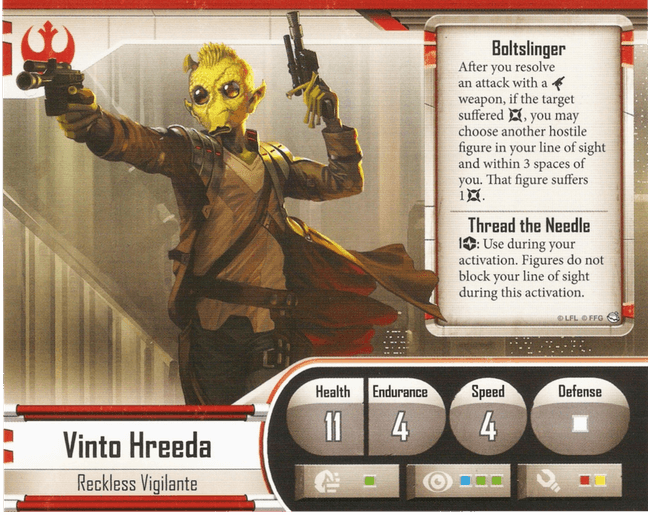 Boltslinger
After you resolve
an attack with a
weapon, if the target
suffered , you may
choose another hostile
figure in your line of sight
and within 3 spaces of
you. That figure suffers
1 .
Thread the Needle
1 : Use during your
activation. Figures do not
block your line of sight
during this activation.
© LFL © FFG
Health
Endurance
Speed
Defense
11
4
4
Vinto Hreeda
Reckless Vigilante